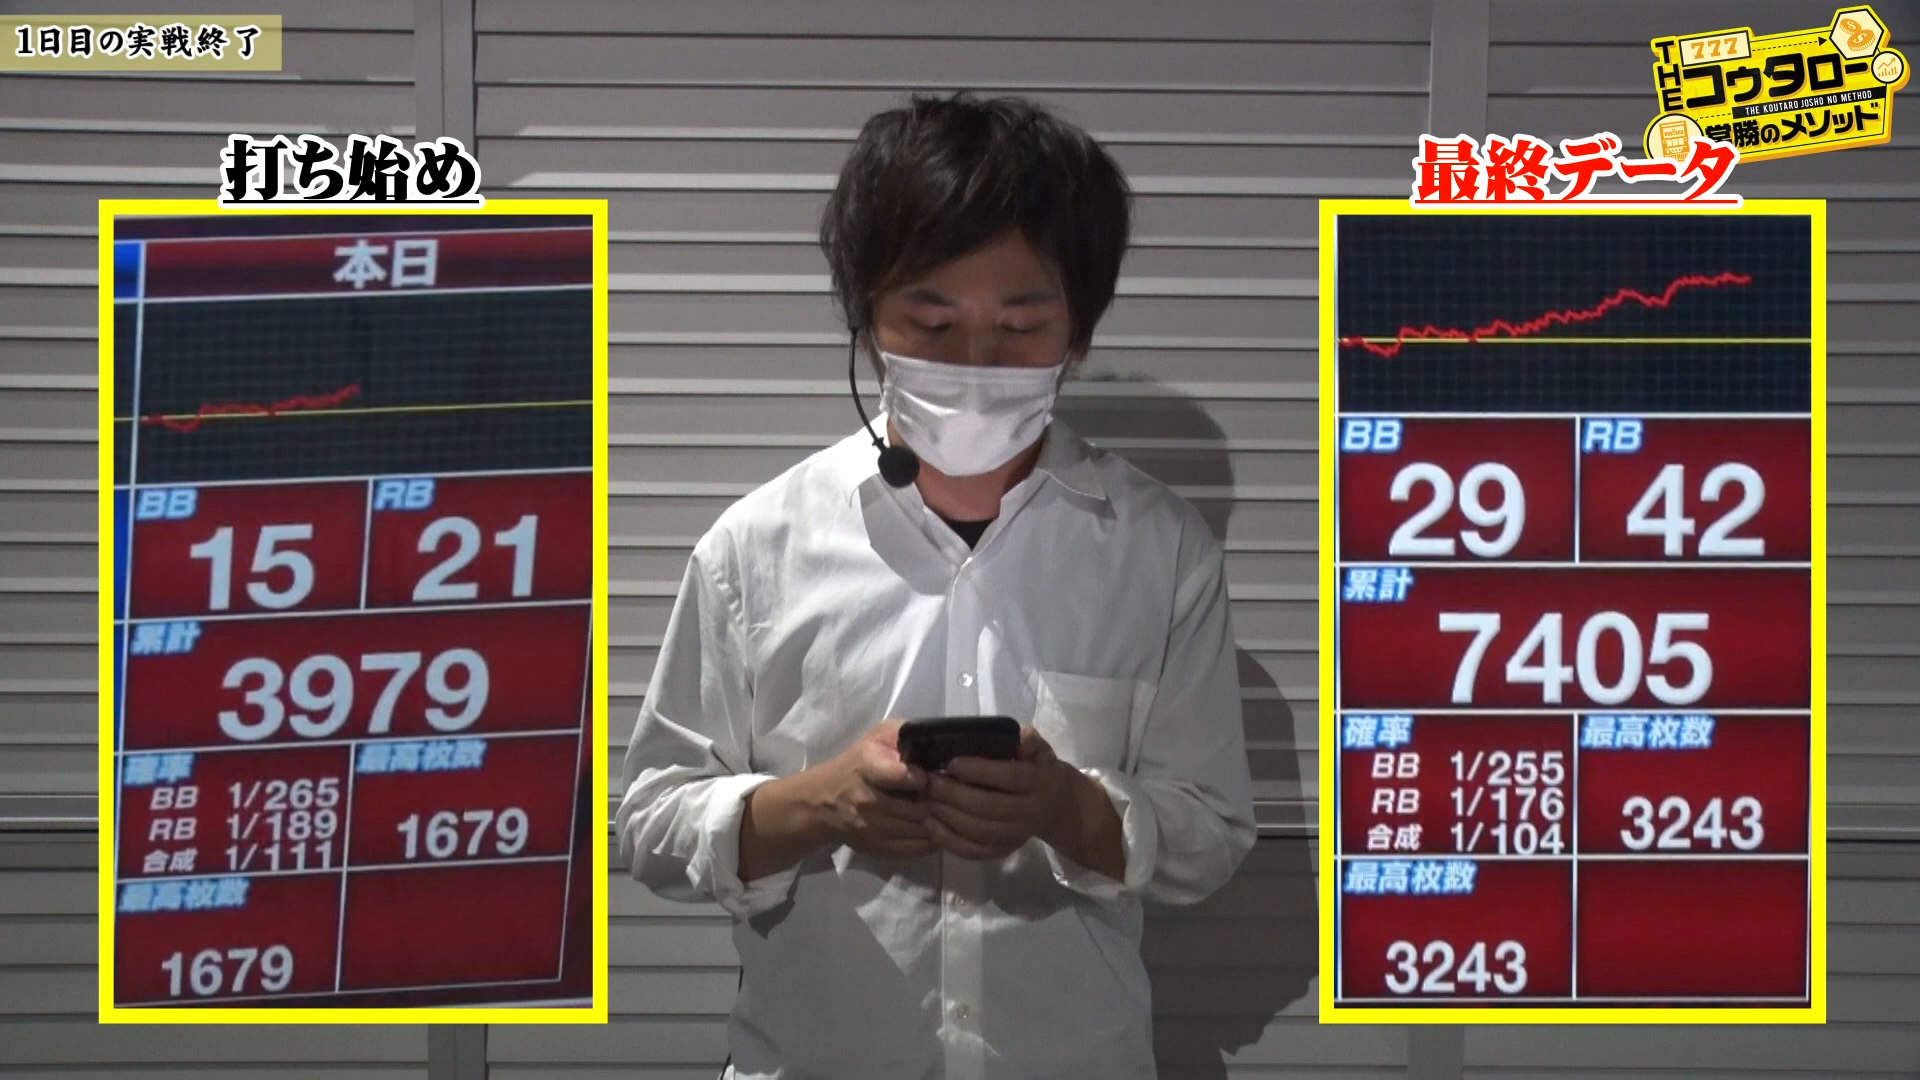 1日目の実戦終了
THE
777
コウタロー
THE KOUTARO JOSHO NO METHOD
常勝のメソッド
打ち始め
本日
BB
RB
15
21
累計
3979
確率
最高枚数
BB 1/265
RB 1/189
合成 1/111
1679
最高枚数
1679
最終データ
BB
RB
29
42
累計
7405
確率
最高枚数
BB 1/255
RB 1/176
合成 1/104
3243
最高枚数
3243